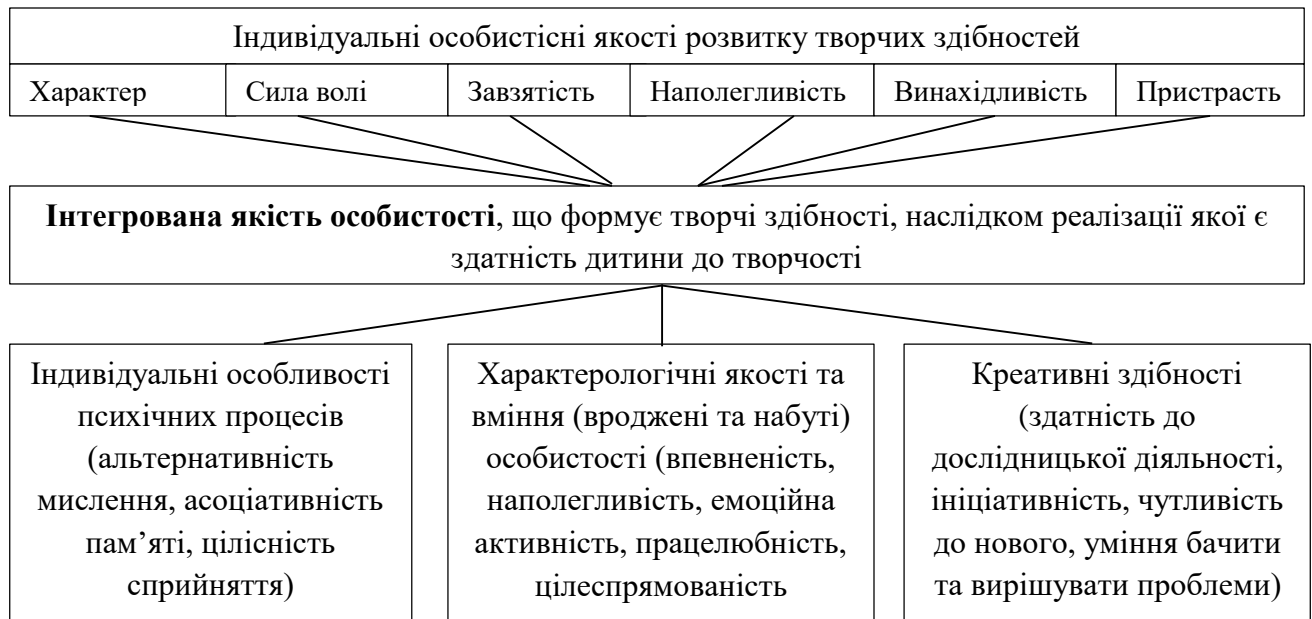 Індивідуальні особистісні якості розвитку творчих здібностей
Характер Сила волі Завзятість Наполегливість Винахідливість Пристрасть
Інтегрована якість особистості, що формує творчі здібності, наслідком реалізації якої є
здатність дитини до творчості
Індивідуальні особливості
психічних процесів
(альтернативність
мислення, асоціативність
пам’яті, цілісність
сприйняття)
Характерологічні якості та
вміння (вроджені та набуті)
особистості (впевненість,
наполегливість, емоційна
активність, працелюбність,
цілеспрямованість
Креативні здібності
(здатність до
дослідницької діяльності,
ініціативність, чутливість
до нового, уміння бачити
та вирішувати проблеми)